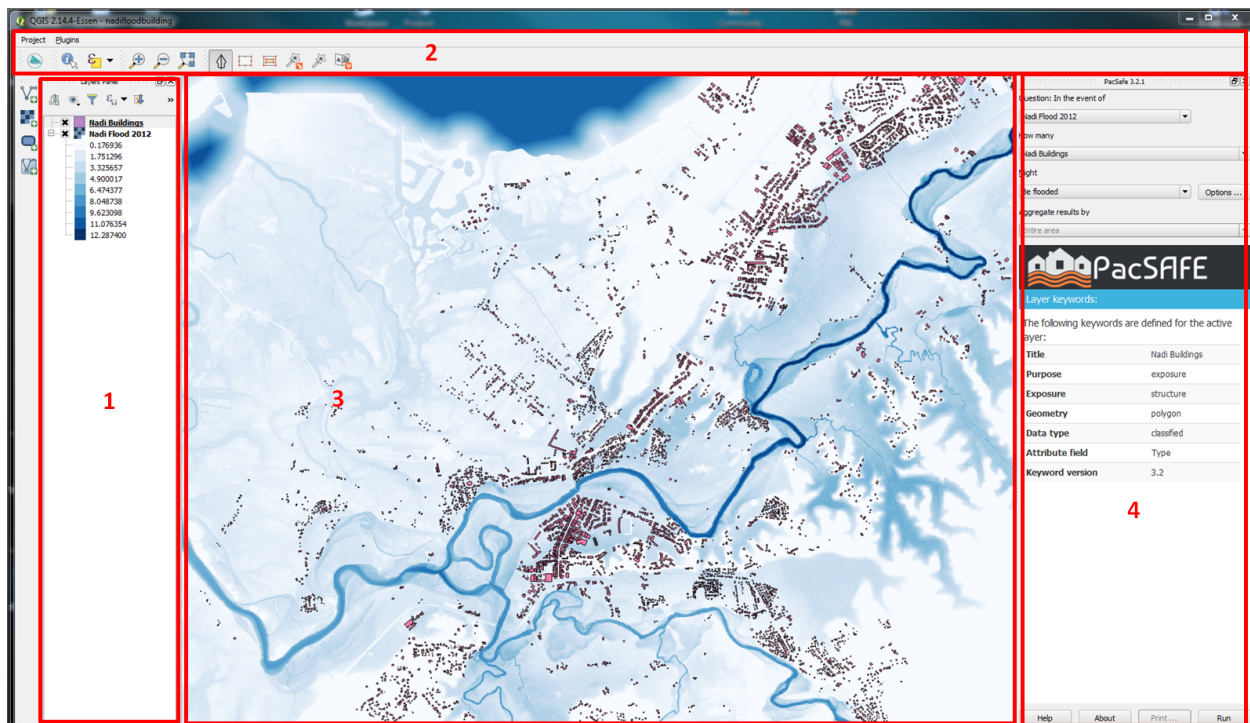 QGIS 2.14.4-Essen - nadifloodbuilding
Project Plugins
2
Layers Panel
Nadi Buildings
Nadi Flood 2012
0.176936
1.751296
3.325657
4.900017
6.474377
8.048738
9.623098
11.076354
12.287400
1
3
PacSafe 3.2.1
Question: In the event of
Nadi Flood 2012
How many
Nadi Buildings
Might
Be flooded
Options ...
Aggregate results by
Entire area
PacSAFE
Layer keywords:
The following keywords are defined for the active
layer:
Title Nadi Buildings
Purpose exposure
Exposure structure
Geometry polygon
Data type classified
Attribute field Type
Keyword version 3.2
4
Help About Print ... Run